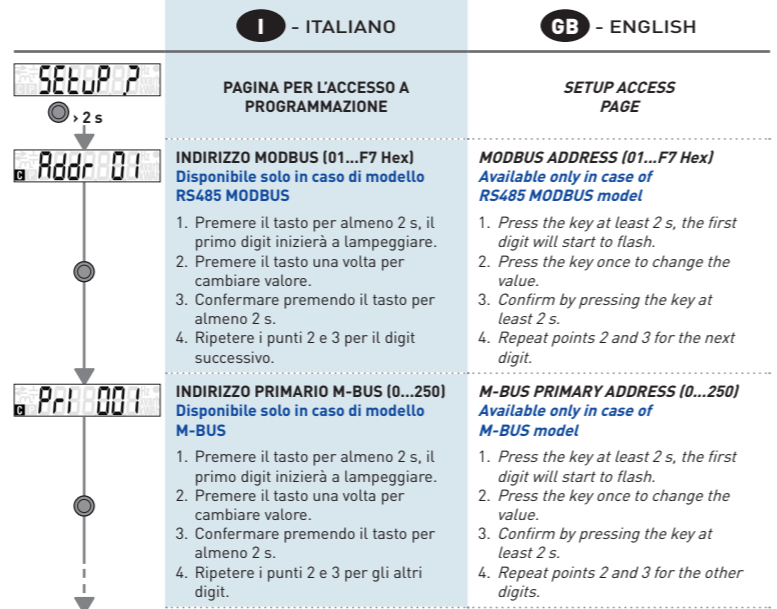 I - ITALIANO
GB - ENGLISH
SEtuP ?
PAGINA PER L'ACCESSO A
PROGRAMMAZIONE
SETUP ACCESS
PAGE
> 2 s
C Addr 01
INDIRIZZO MODBUS (01...F7 Hex)
Disponibile solo in caso di modello
RS485 MODBUS
1. Premere il tasto per almeno 2 s, il
primo digit inizierà a lampeggiare.
2. Premere il tasto una volta per
cambiare valore.
3. Confermare premendo il tasto per
almeno 2 s.
4. Ripetere i punti 2 e 3 per il digit
successivo.
MODBUS ADDRESS (01...F7 Hex)
Available only in case of
RS485 MODBUS model
1. Press the key at least 2 s, the first
digit will start to flash.
2. Press the key once to change the
value.
3. Confirm by pressing the key at
least 2 s.
4. Repeat points 2 and 3 for the next
digit.
C Pri 001
INDIRIZZO PRIMARIO M-BUS (0...250)
Disponibile solo in caso di modello
M-BUS
1. Premere il tasto per almeno 2 s, il
primo digit inizierà a lampeggiare.
2. Premere il tasto una volta per
cambiare valore.
3. Confermare premendo il tasto per
almeno 2 s.
4. Ripetere i punti 2 e 3 per gli altri
digit.
M-BUS PRIMARY ADDRESS (0...250)
Available only in case of
M-BUS model
1. Press the key at least 2 s, the first
digit will start to flash.
2. Press the key once to change the
value.
3. Confirm by pressing the key at
least 2 s.
4. Repeat points 2 and 3 for the other
digits.